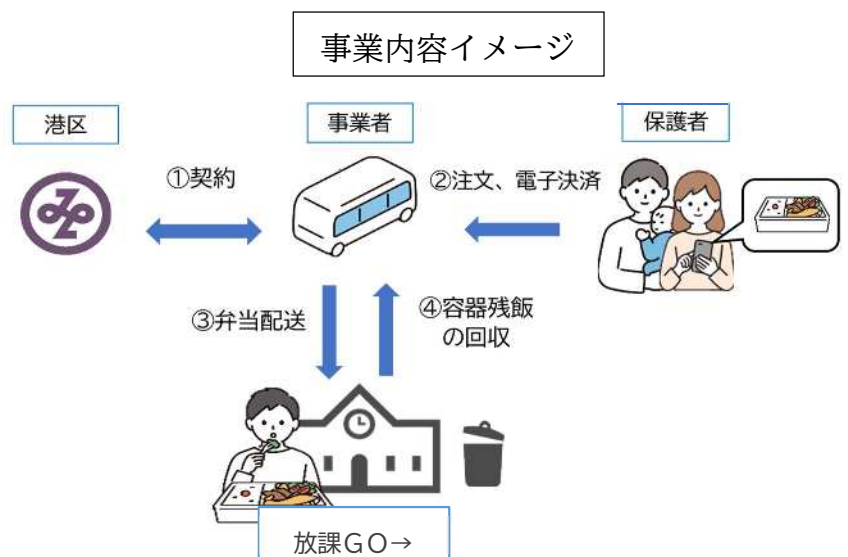 事業内容イメージ
港区
事業者
保護者
①契約
②注文、電子決済
③弁当配送
④容器残飯
の回収
放課GO→